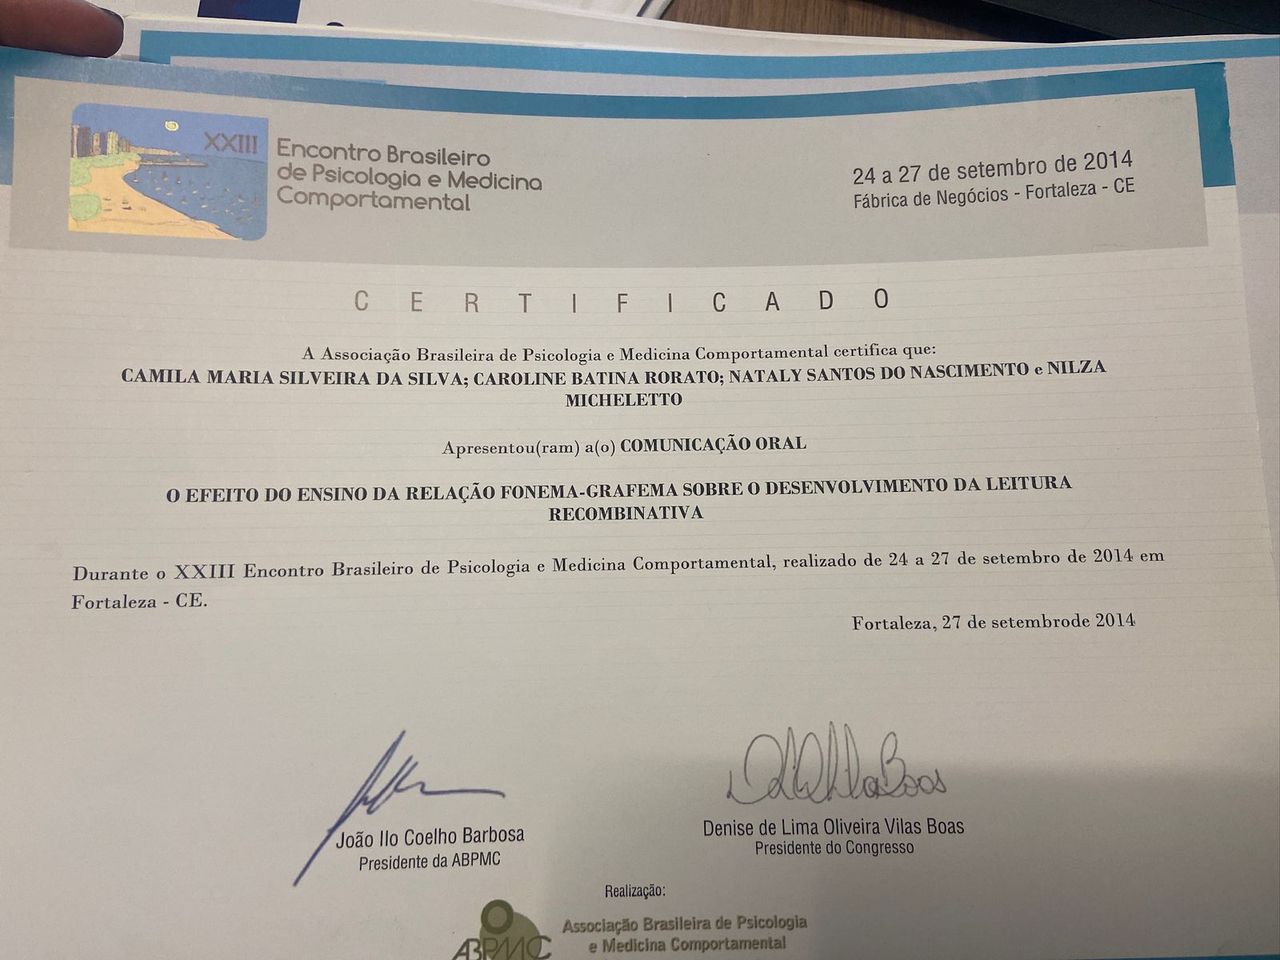 XXIII
Encontro Brasileiro
de Psicologia e Medicina
Comportamental
24 a 27 de setembro de 2014
Fábrica de Negócios - Fortaleza - CE
CERTIFICADO
A Associação Brasileira de Psicologia e Medicina Comportamental certifica que:
CAMILA MARIA SILVEIRA DA SILVA; CAROLINE BATINA RORATO; NATALY SANTOS DO NASCIMENTO e NILZA
MICHELETTO
Apresentou(ram) a(o) COMUNICAÇÃO ORAL
O EFEITO DO ENSINO DA RELAÇÃO FONEMA-GRAFEMA SOBRE O DESENVOLVIMENTO DA LEITURA
RECOMBINATIVA
Durante o XXIII Encontro Brasileiro de Psicologia e Medicina Comportamental, realizado de 24 a 27 de setembro de 2014 em
Fortaleza - CE.
Fortaleza, 27 de setembrode 2014
João Ilo Coelho Barbosa
Presidente da ABPMC
Denise de Lima Oliveira Vilas Boas
Presidente do Congresso
Realização:
ABPMC
Associação Brasileira de Psicologia
e Medicina Comportamental